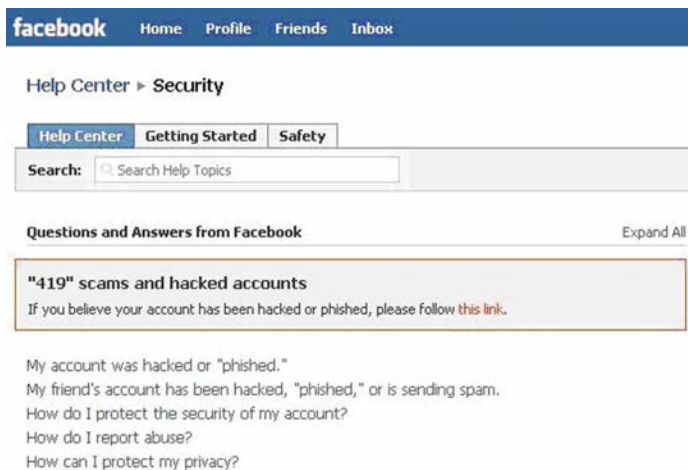 facebook Home Profile Friends Inbox
Help Center ▸ Security
Help Center Getting Started Safety
Search: Search Help Topics
Questions and Answers from Facebook Expand All
"419" scams and hacked accounts
If you believe your account has been hacked or phished, please follow this link.
My account was hacked or "phished."
My friend's account has been hacked, "phished," or is sending spam.
How do I protect the security of my account?
How do I report abuse?
How can I protect my privacy?